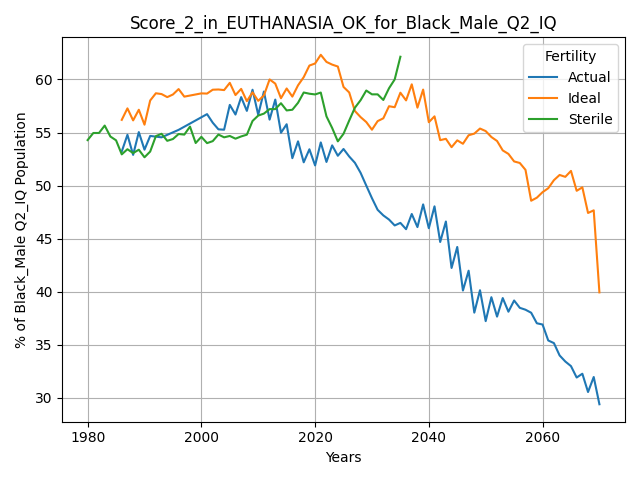 Score_2_in_EUTHANASIA_OK_for_Black_Male_Q2_IQ
Fertility
Actual
Ideal
Sterile
% of Black_Male Q2_IQ Population
60
55
50
45
40
35
30
1980
2000
2020
2040
2060
Years